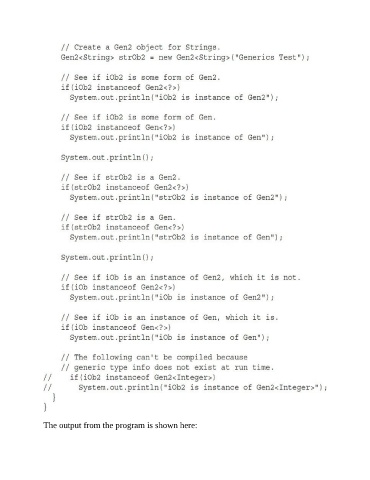 // Create a Gen2 object for Strings.
Gen2<String> strOb2 = new Gen2<String>("Generics Test");
// See if iOb2 is some form of Gen2.
if(iOb2 instanceof Gen2<?>)
System.out.println("iOb2 is instance of Gen2");
// See if iOb2 is some form of Gen.
if(iOb2 instanceof Gen<?>)
System.out.println("iOb2 is instance of Gen");
System.out.println();
// See if strOb2 is a Gen2.
if(strOb2 instanceof Gen2<?>)
System.out.println("strOb2 is instance of Gen2");
// See if strOb2 is a Gen.
if(strOb2 instanceof Gen<?>)
System.out.println("strOb2 is instance of Gen");
System.out.println();
// See if iOb is an instance of Gen2, which it is not.
if(iOb instanceof Gen2<?>)
System.out.println("iOb is instance of Gen2");
// See if iOb is an instance of Gen, which it is.
if(iOb instanceof Gen<?>)
System.out.println("iOb is instance of Gen");
// The following can't be compiled because
// generic type info does not exist at run time.
// if(iOb2 instanceof Gen2<Integer>)
// System.out.println("iOb2 is instance of Gen2<Integer>");
}
}
The output from the program is shown here: